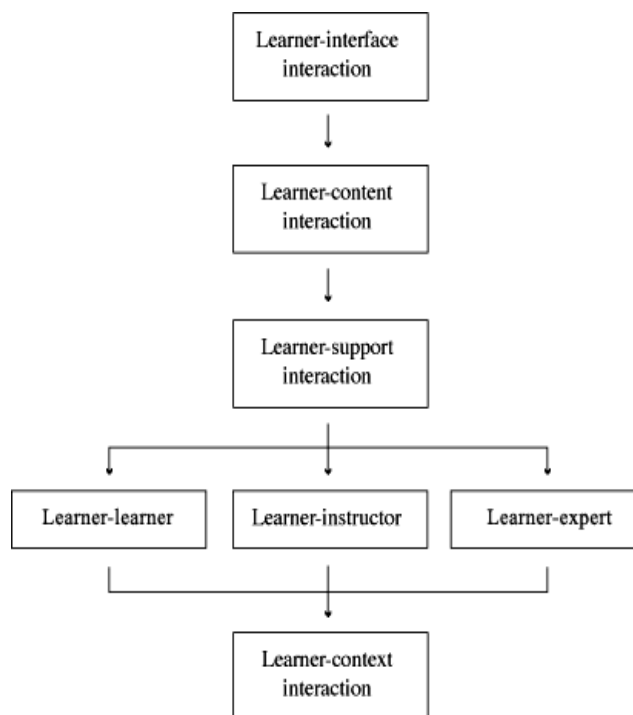 Learner-interface
interaction
Learner-content
interaction
Learner-support
interaction
Learner-learner
Learner-instructor
Learner-expert
Learner-context
interaction